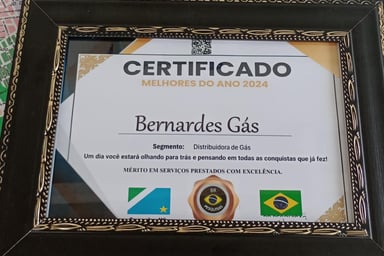 CERTIFICADO
MELHORES DO ANO 2024
Bernardes Gás
Segmento: Distribuidora de Gás
Um dia você estará olhando para trás e pensando em todas as conquistas que já fez!
MÉRITO EM SERVIÇOS PRESTADOS COM EXCELÊNCIA.